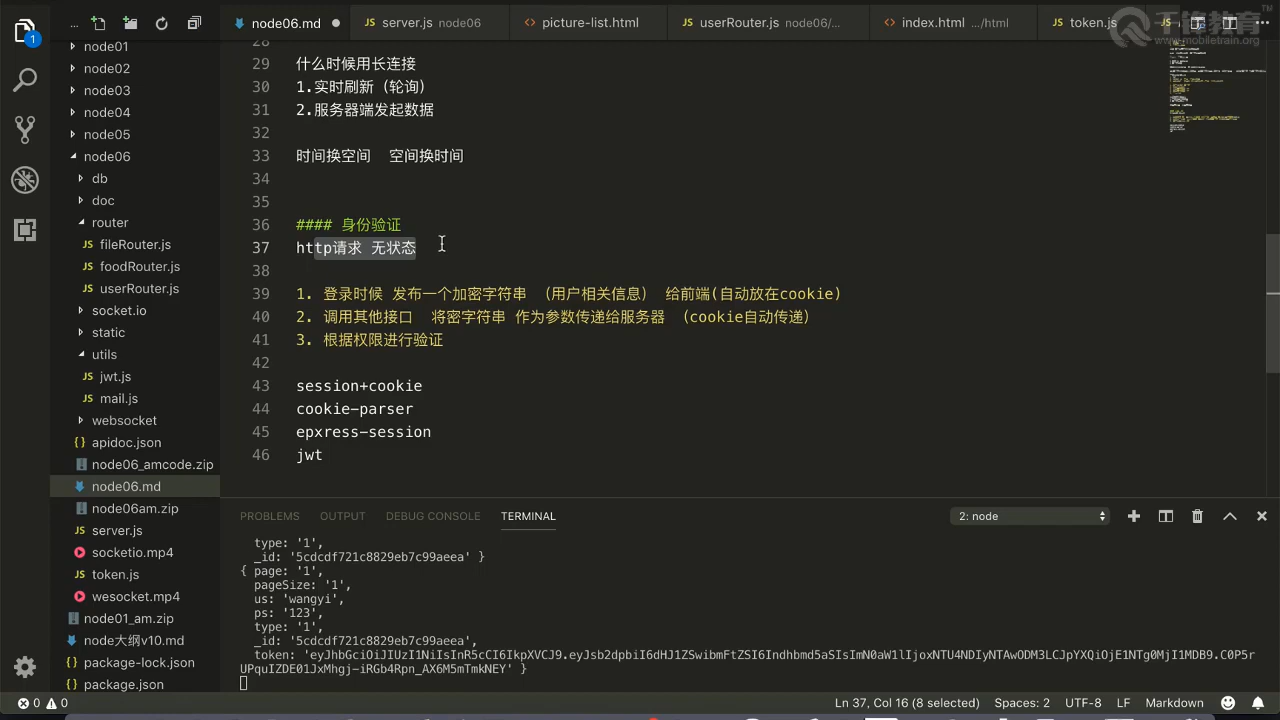 node06.md
server.js node06
picture-list.html
userRouter.js node06/...
index.html .../html
token.js
千锋教育
www.mobiletrain.org
1
node01
node02
node03
node04
node05
node06
db
doc
router
fileRouter.js
foodRouter.js
userRouter.js
socket.io
static
utils
jwt.js
mail.js
websocket
apidoc.json
node06_amcode.zip
node06.md
node06am.zip
server.js
socketio.mp4
token.js
wesocket.mp4
node01_am.zip
node大纲v10.md
package-lock.json
package.json
28
29 什么时候用长连接
30 1.实时刷新（轮询）
31 2.服务器端发起数据
32
33 时间换空间 空间换时间
34
35
36 #### 身份验证
37 http请求 无状态
38
39 1. 登录时候 发布一个加密字符串 （用户相关信息） 给前端(自动放在cookie)
40 2. 调用其他接口 将密字符串 作为参数传递给服务器 （cookie自动传递）
41 3. 根据权限进行验证
42
43 session+cookie
44 cookie-parser
45 epxress-session
46 jwt
PROBLEMS OUTPUT DEBUG CONSOLE TERMINAL 2: node
type: '1',
_id: '5cdcdf721c8829eb7c99aeea' }
{ page: '1',
pageSize: '1',
us: 'wangyi',
ps: '123',
type: '1',
_id: '5cdcdf721c8829eb7c99aeea',
token: 'eyJhbGciOiJIUzI1NiIsInR5cCI6IkpXVCJ9.eyJsb2dpbiI6dHJ1ZSwibmFtZSI6Indhbmd5aSIsImN0aW1lIjoxNTU4NDIyNTAwODM3LCJpYXQiOjE1NTg0MjI1MDB9.C0P5r
UPquIZDE01JxMhgj-iRGb4Rpn_AX6M5mTmkNEY' }
0 0 Ln 37, Col 16 (8 selected) Spaces: 2 UTF-8 LF Markdown